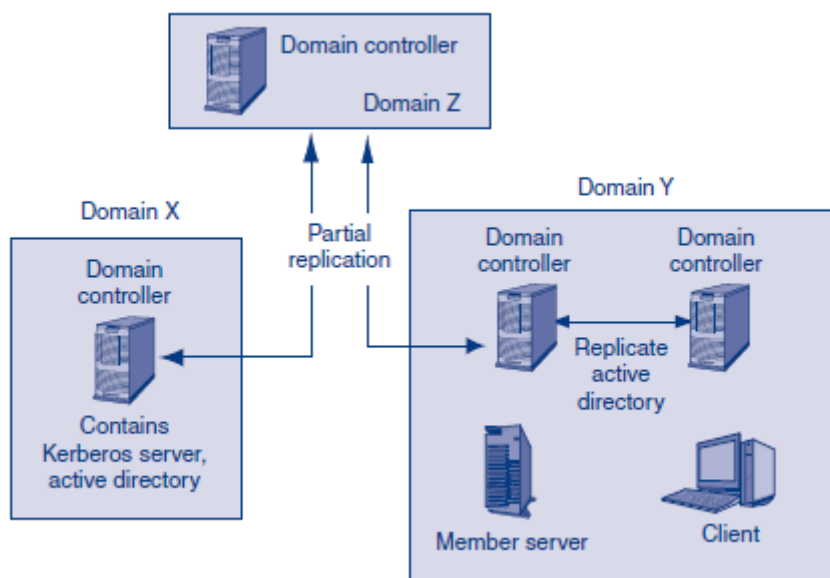 Domain controller
Domain Z
Domain X
Domain
controller
Contains
Kerberos server,
active directory
Partial
replication
Domain Y
Domain
controller
Domain
controller
Replicate
active
directory
Member server
Client